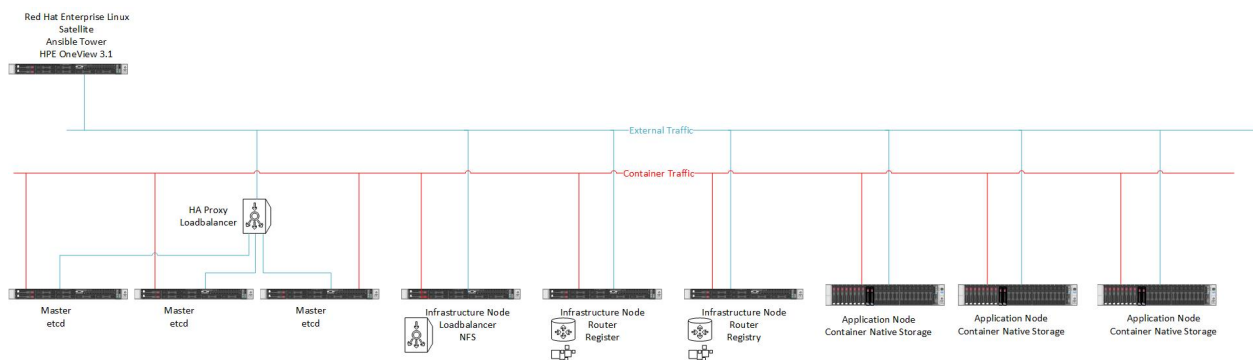 Red Hat Enterprise Linux
Satellite
Ansible Tower
HPE OneView 3.1
External Traffic
Container Traffic
HA Proxy
Loadbalancer
Master
etcd
Master
etcd
Master
etcd
Infrastructure Node
Loadbalancer
NFS
Infrastructure Node
Router
Register
Infrastructure Node
Router
Registry
Application Node
Container Native Storage
Application Node
Container Native Storage
Application Node
Container Native Storage